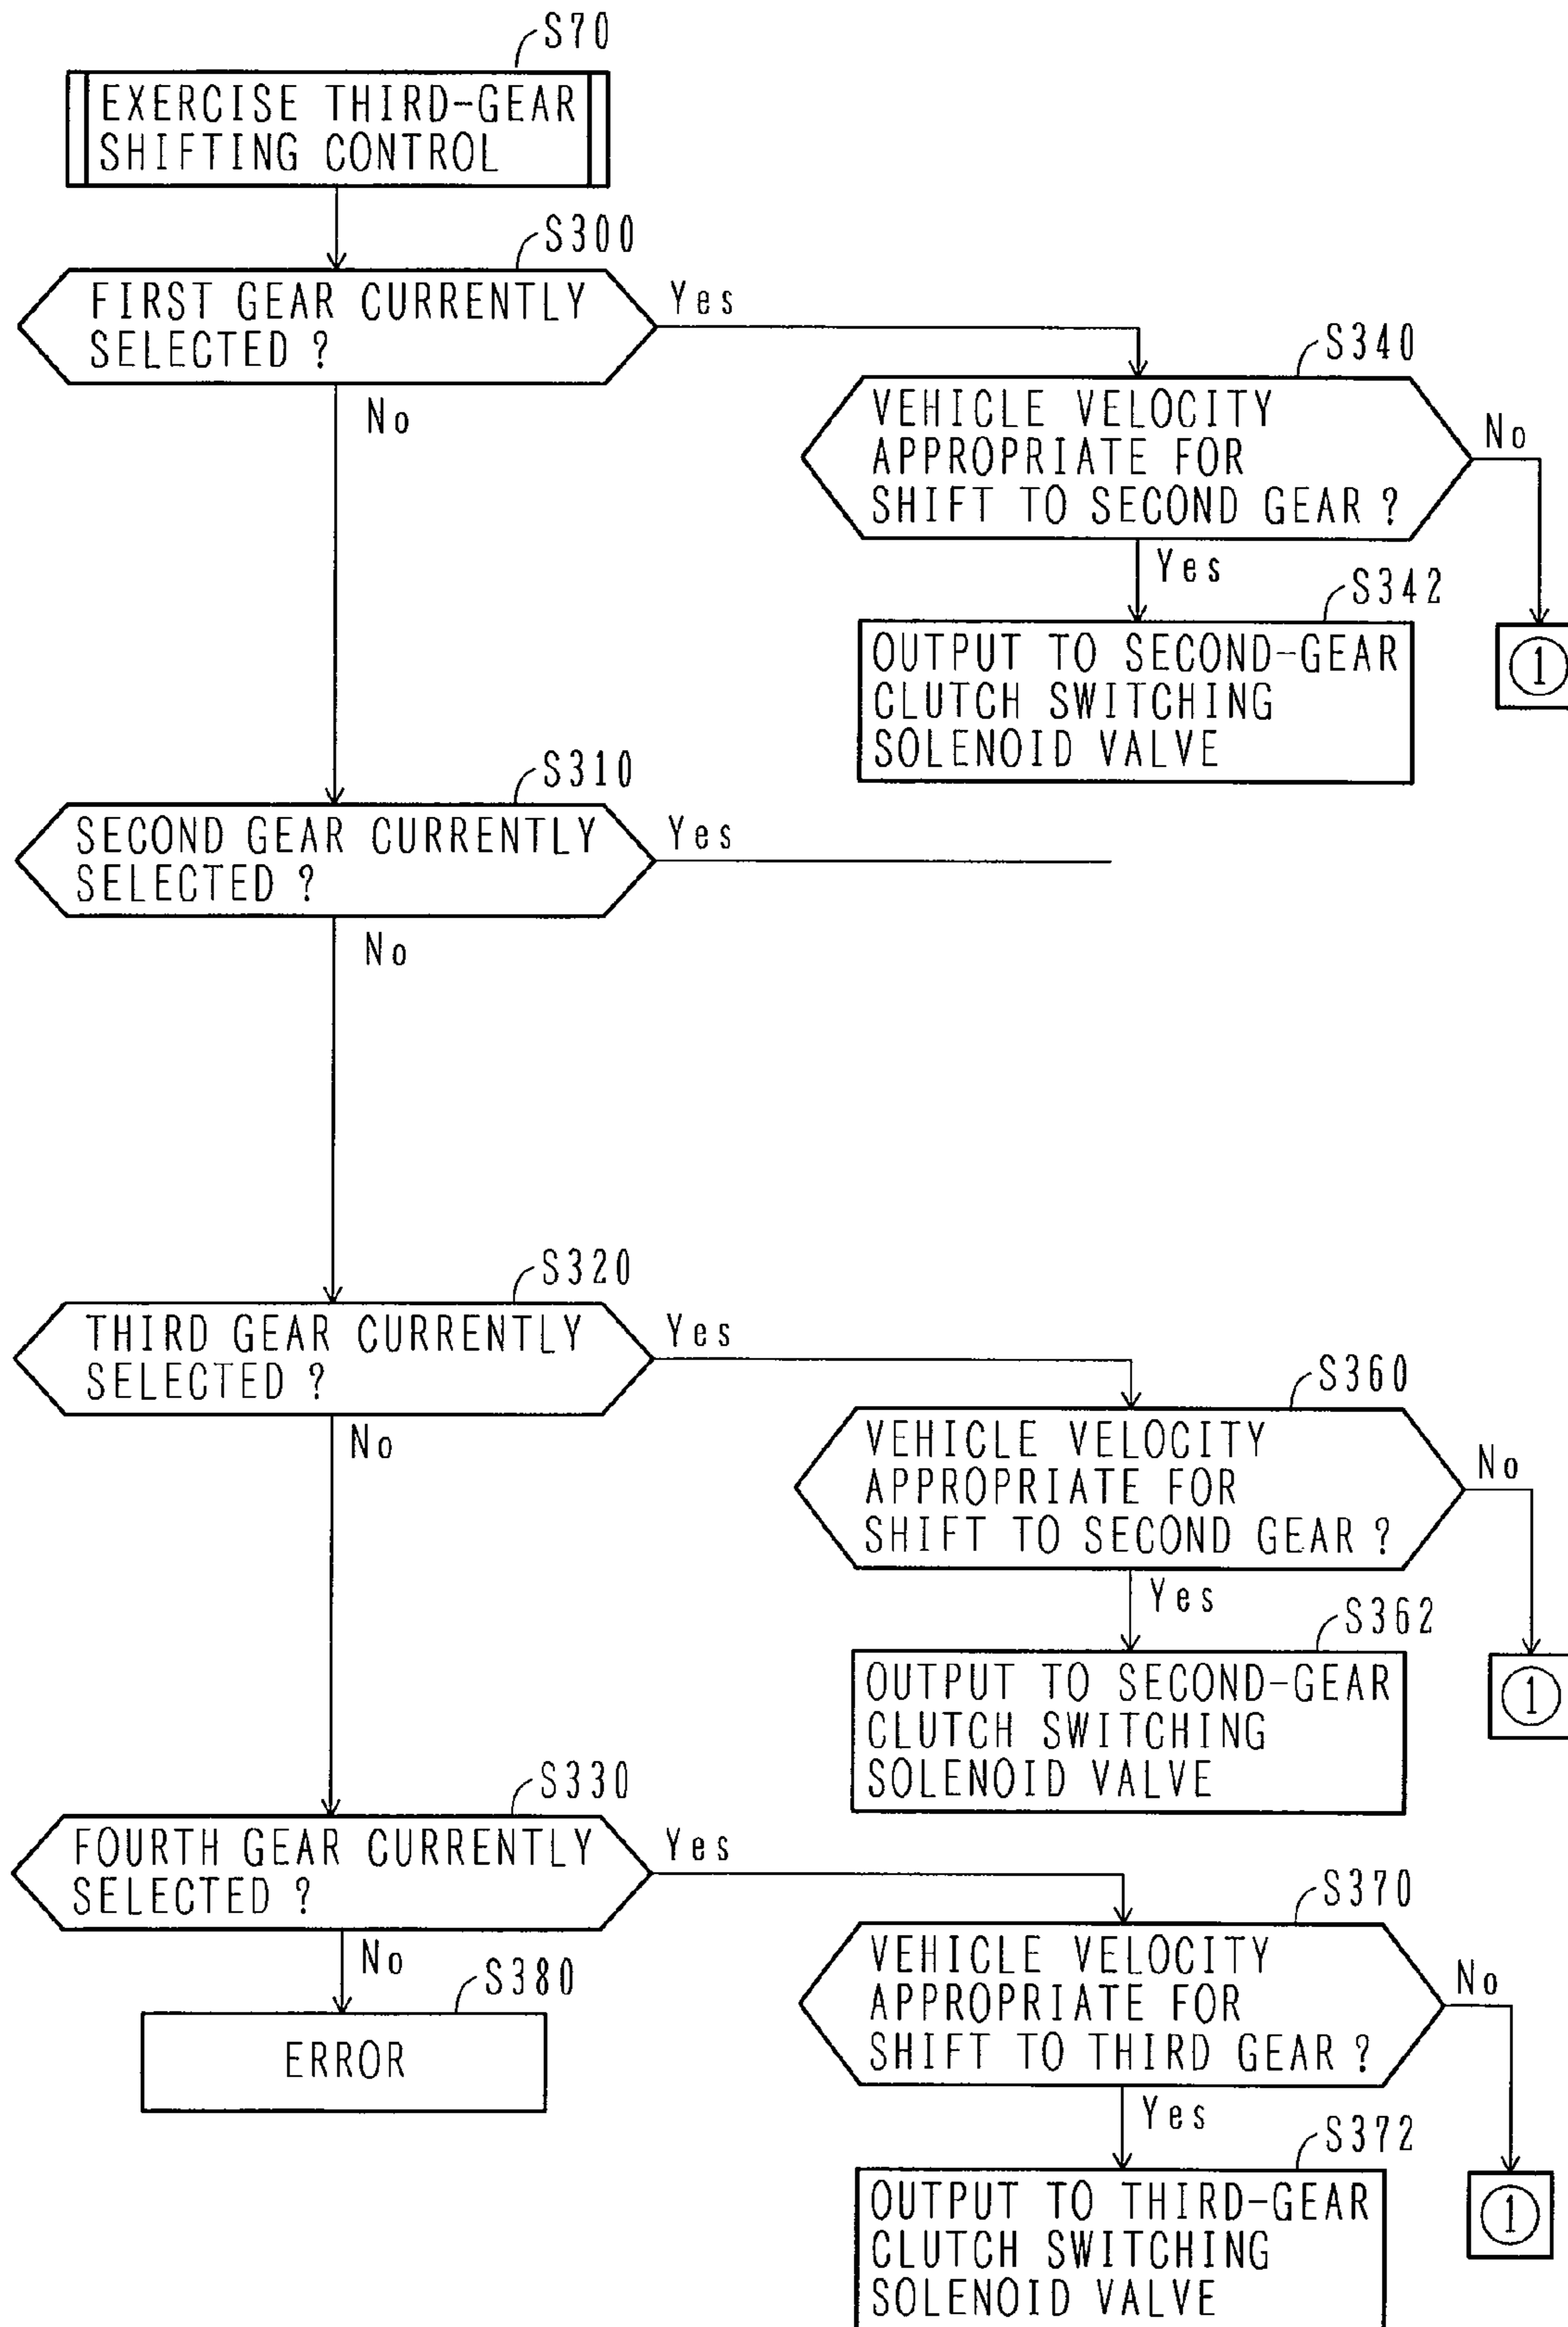 S70
EXERCISE THIRD-GEAR
SHIFTING CONTROL
S300
FIRST GEAR CURRENTLY
SELECTED ?
Yes
No
S340
VEHICLE VELOCITY
APPROPRIATE FOR
SHIFT TO SECOND GEAR ?
No
Yes
S342
OUTPUT TO SECOND-GEAR
CLUTCH SWITCHING
SOLENOID VALVE
1
S310
SECOND GEAR CURRENTLY
SELECTED ?
Yes
No
S320
THIRD GEAR CURRENTLY
SELECTED ?
Yes
No
S360
VEHICLE VELOCITY
APPROPRIATE FOR
SHIFT TO SECOND GEAR ?
No
Yes
S362
OUTPUT TO SECOND-GEAR
CLUTCH SWITCHING
SOLENOID VALVE
1
S330
FOURTH GEAR CURRENTLY
SELECTED ?
Yes
No
S380
ERROR
S370
VEHICLE VELOCITY
APPROPRIATE FOR
SHIFT TO THIRD GEAR ?
No
Yes
S372
OUTPUT TO THIRD-GEAR
CLUTCH SWITCHING
SOLENOID VALVE
1